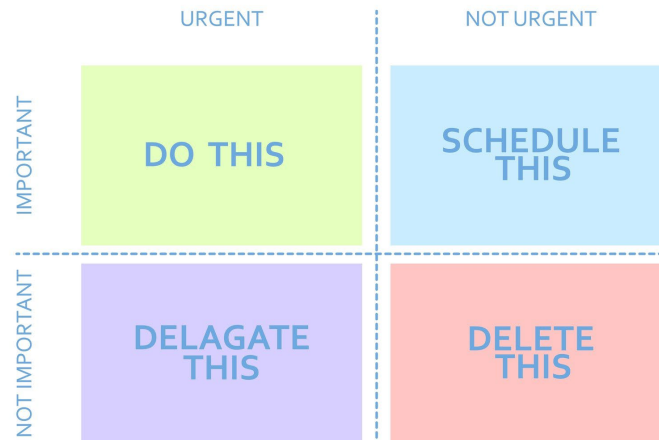 URGENT
NOT URGENT
IMPORTANT
DO THIS
SCHEDULE
THIS
NOT IMPORTANT
DELAGATE
THIS
DELETE
THIS